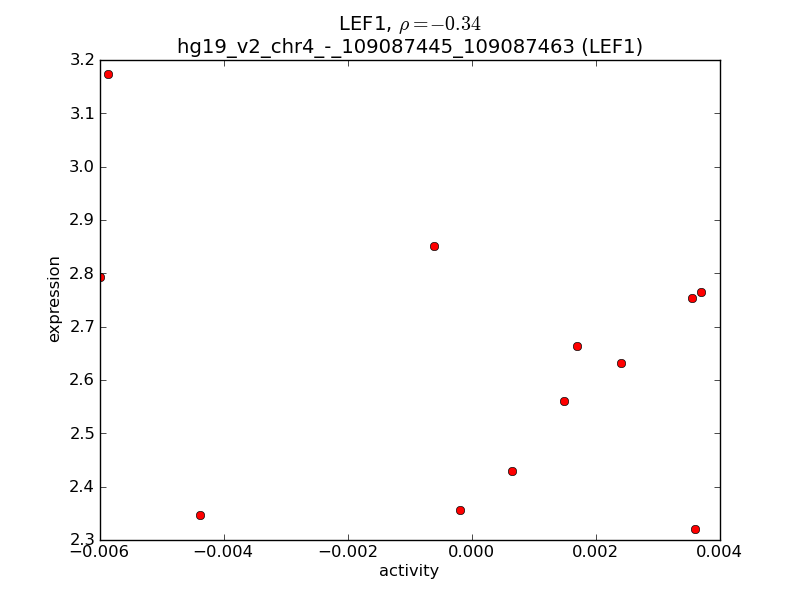 LEF1, ρ = −0.34
hg19_v2_chr4_-_109087445_109087463 (LEF1)
3.2
3.1
3.0
2.9
2.8
2.7
2.6
2.5
2.4
2.3
expression
−0.006 −0.004 −0.002 0.000 0.002 0.004
activity